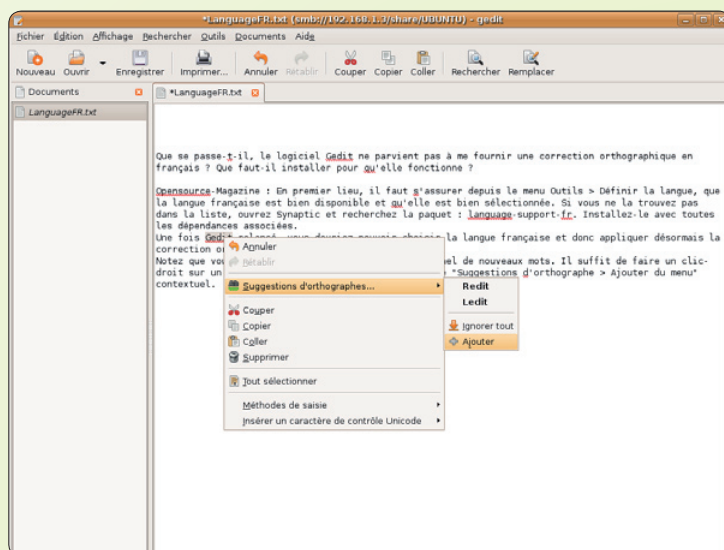 *LanguageFR.txt (smb://192.168.1.3/share/UBUNTU) - gedit
Fichier Édition Affichage Rechercher Outils Documents Aide
Nouveau Ouvrir Enregistrer Imprimer... Annuler Rétablir Couper Copier Coller Rechercher Remplacer
Documents
*LanguageFR.txt
LanguageFR.txt
Que se passe-t-il, le logiciel Gedit ne parvient pas à me fournir une correction orthographique en
français ? Que faut-il installer pour qu'elle fonctionne ?
Opensource-Magazine : En premier lieu, il faut s'assurer depuis le menu Outils > Définir la langue, que
la langue française est bien disponible et qu'elle est bien sélectionnée. Si vous ne la trouvez pas
dans la liste, ouvrez Synaptic et recherchez la paquet : language-support-fr. Installez-le avec toutes
les dépendances associées.
Une fois Gedit relancé, vous devriez pouvoir choisir la langue française et donc appliquer désormais la
correction
Notez que vou el de nouveaux mots. Il suffit de faire un clic-
droit sur un "Suggestions d'orthographe > Ajouter du menu"
contextuel.
Annuler
Rétablir
Suggestions d'orthographes...
Couper
Copier
Coller
Supprimer
Tout sélectionner
Méthodes de saisie
Insérer un caractère de contrôle Unicode
Redit
Ledit
Ignorer tout
Ajouter